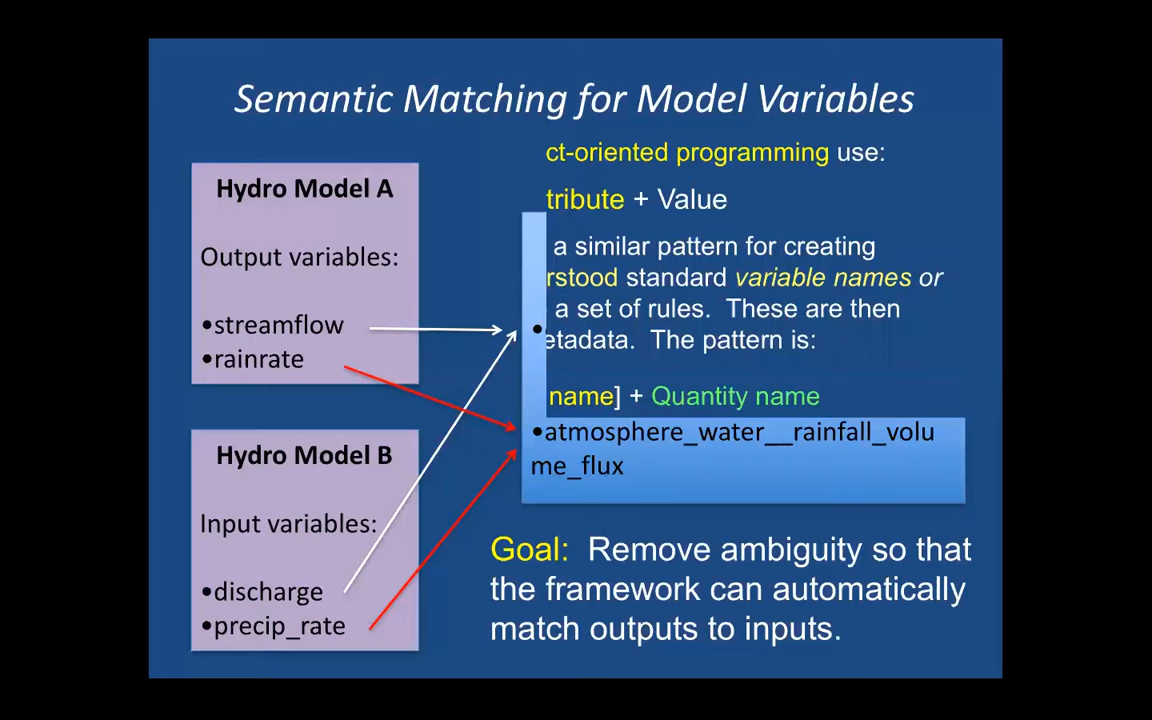 Semantic Matching for Model Variables
Hydro Model A
Output variables:
•streamflow
•rainrate
Hydro Model B
Input variables:
•discharge
•precip_rate
ct-oriented programming use:
tribute + Value
a similar pattern for creating
rstood standard variable names or
a set of rules. These are then
etadata. The pattern is:
name] + Quantity name
•
•atmosphere_water__rainfall_volu
me_flux
Goal: Remove ambiguity so that
the framework can automatically
match outputs to inputs.